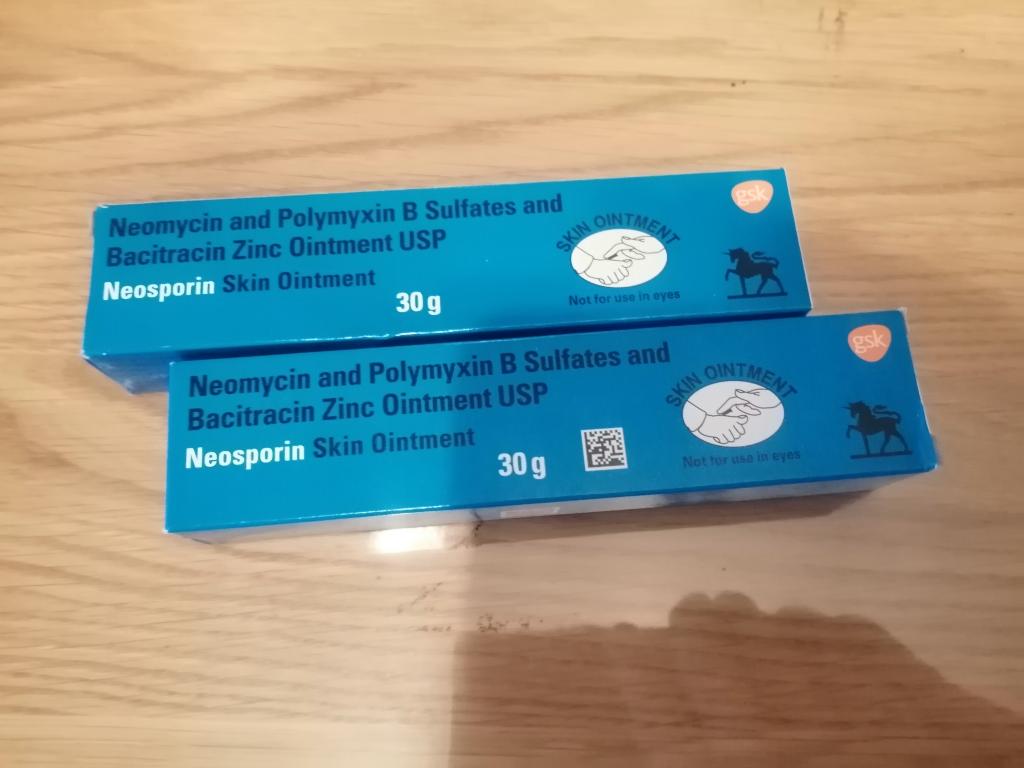 Neomycin and Polymyxin B Sulfates and
Bacitracin Zinc Ointment USP
Neosporin Skin Ointment
30 g
SKIN OINTMENT
Not for use in eyes
gsk
Neomycin and Polymyxin B Sulfates and
Bacitracin Zinc Ointment USP
Neosporin Skin Ointment
30 g
SKIN OINTMENT
Not for use in eyes
gsk